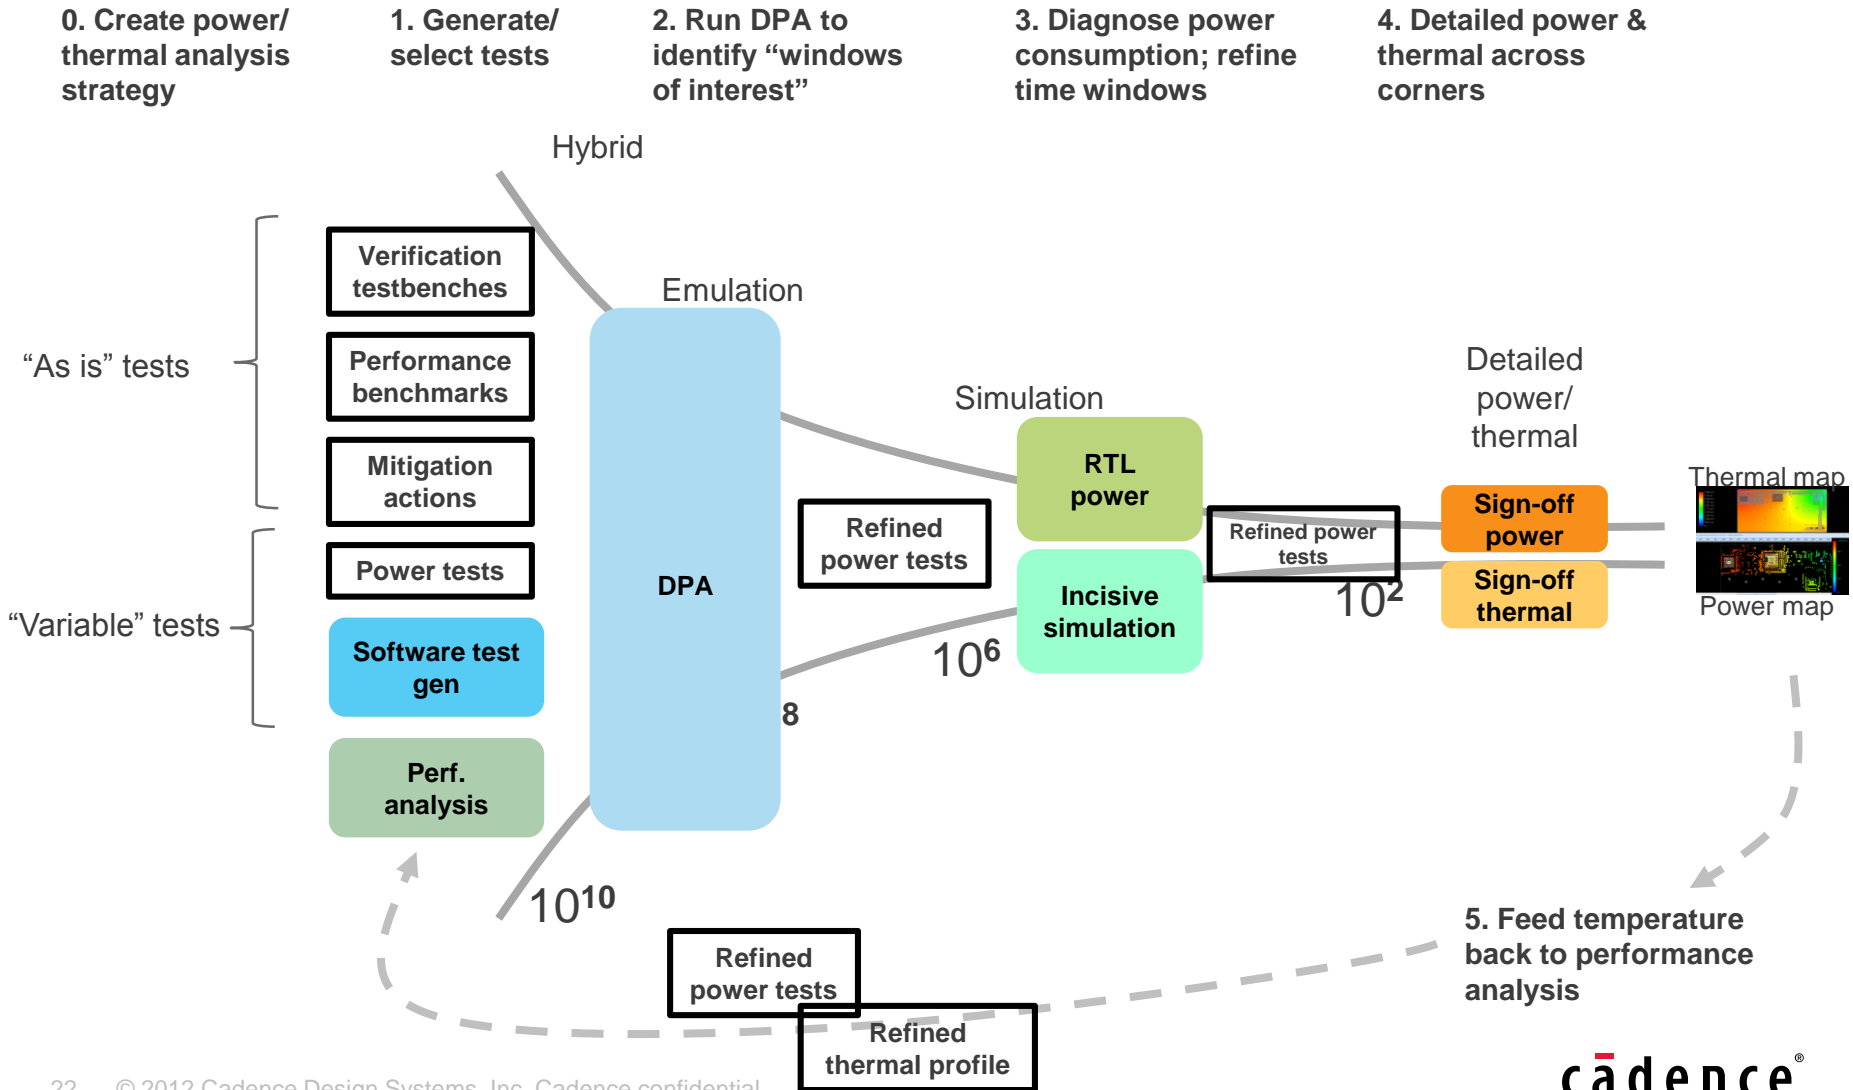 0. Create power/
thermal analysis
strategy
1. Generate/
select tests
2. Run DPA to
identify “windows
of interest”
3. Diagnose power
consumption; refine
time windows
4. Detailed power &
thermal across
corners
Hybrid
Verification
testbenches
Performance
benchmarks
Mitigation
actions
Power tests
Software test
gen
Perf.
analysis
“As is” tests
“Variable” tests
Emulation
DPA
8
10¹⁰
Refined
power tests
Simulation
RTL
power
Incisive
simulation
10⁶
Refined power
tests
10²
Detailed
power/
thermal
Sign-off
power
Sign-off
thermal
Thermal map
Power map
5. Feed temperature
back to performance
analysis
Refined
power tests
Refined
thermal profile
22 © 2012 Cadence Design Systems, Inc. Cadence confidential
cādence®